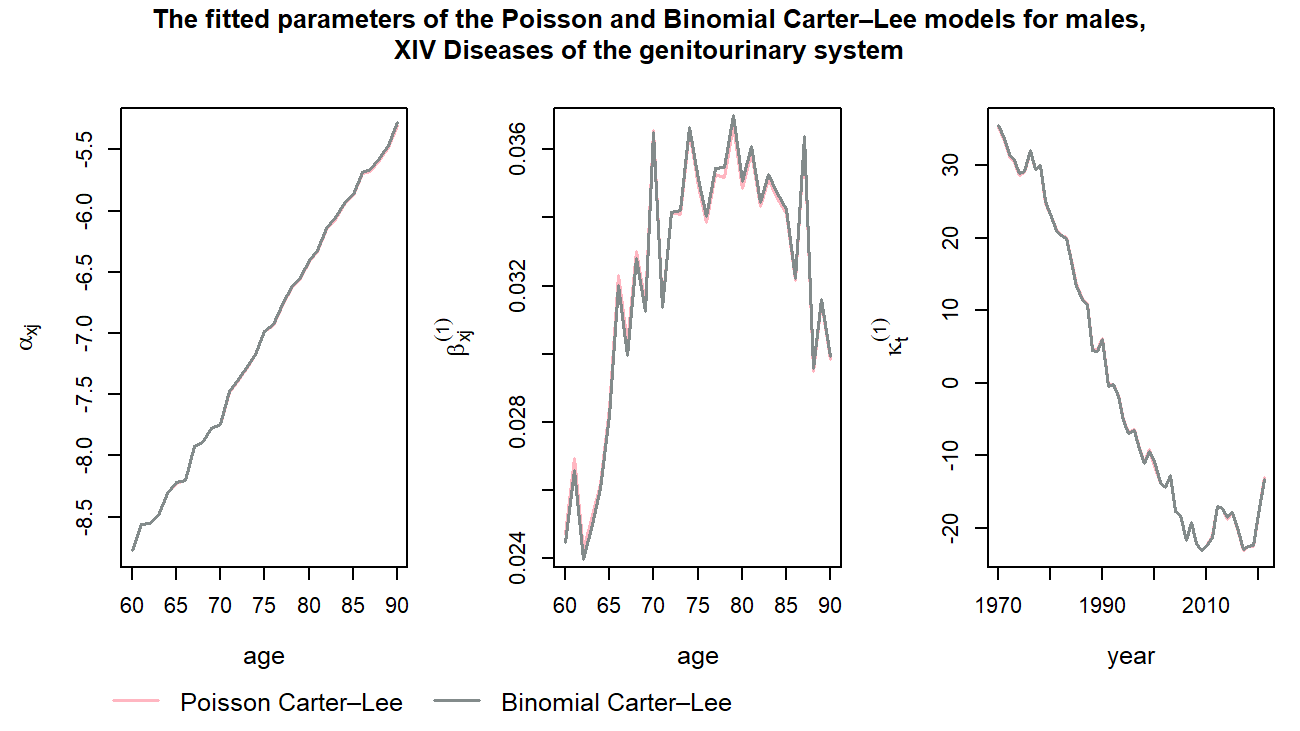 The fitted parameters of the Poisson and Binomial Carter–Lee models for males,
XIV Diseases of the genitourinary system
αxj
-5.5
-6.0
-6.5
-7.0
-7.5
-8.0
-8.5
60 65 70 75 80 85 90
age
βxj(1)
0.036
0.032
0.028
0.024
60 65 70 75 80 85 90
age
κt(1)
30
20
10
0
-10
-20
1970 1990 2010
year
Poisson Carter–Lee Binomial Carter–Lee